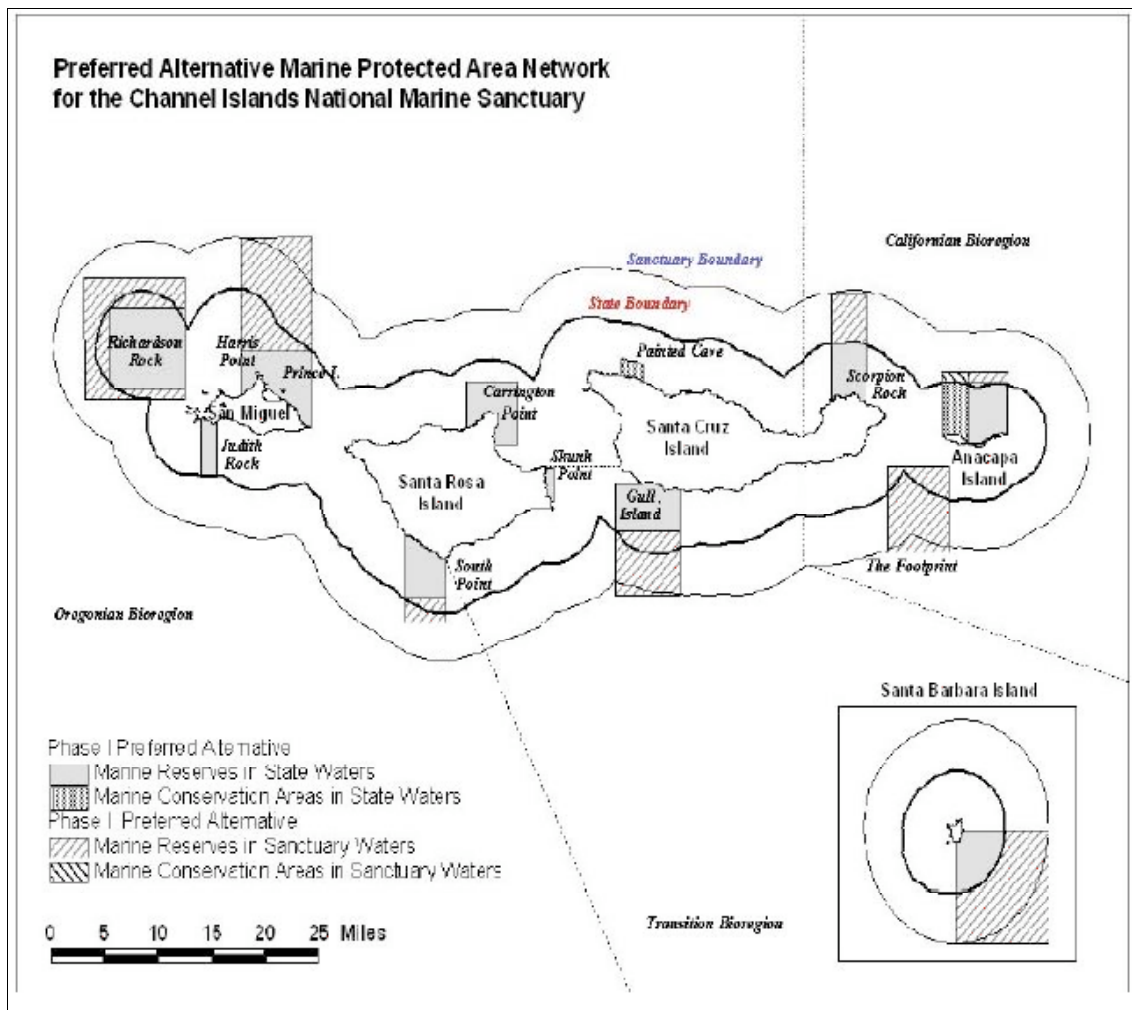 Preferred Alternative Marine Protected Area Network
for the Channel Islands National Marine Sanctuary
Californian Bioregion
Sanctuary Boundary
State Boundary
Richardson
Rock
Harris
Point
Prince I.
Painted Cave
Scorpion
Rock
San Miguel
Carrington
Point
Judith
Rock
Santa Cruz
Island
Skunk
Point
Anacapa
Island
Santa Rosa
Island
Gull
Island
South
Point
The Footprint
Oregonian Bioregion
Santa Barbara Island
Phase I Preferred Alternative
Marine Reserves in State Waters
Marine Conservation Areas in State Waters
Phase II Preferred Alternative
Marine Reserves in Sanctuary Waters
Marine Conservation Areas in Sanctuary Waters
Transition Bioregion
0 5 10 15 20 25 Miles